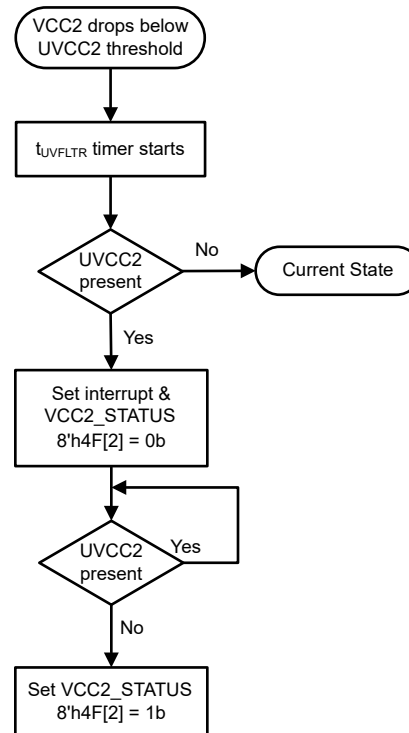 VCC2 drops below
UVCC2 threshold
tUVFLTR timer starts
UVCC2
present
No
Current State
Yes
Set interrupt &
VCC2_STATUS
8'h4F[2] = 0b
UVCC2
present
Yes
No
Set VCC2_STATUS
8'h4F[2] = 1b